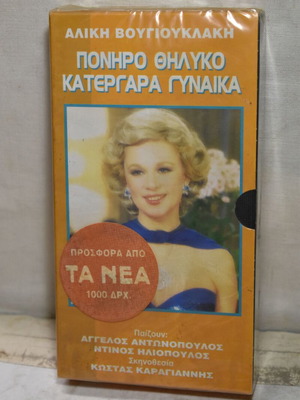 ΑΛΙΚΗ ΒΟΥΓΙΟΥΚΛΑΚΗ
ΠΟΝΗΡΟ ΘΗΛΥΚΟ
ΚΑΤΕΡΓΑΡΑ ΓΥΝΑΙΚΑ
ΠΡΟΣΦΟΡΑ ΑΠΟ
ΤΑ ΝΕΑ
1000 ΔΡΧ.
Παίζουν:
ΑΓΓΕΛΟΣ ΑΝΤΩΝΟΠΟΥΛΟΣ
ΝΤΙΝΟΣ ΗΛΙΟΠΟΥΛΟΣ
Σκηνοθεσία
ΚΩΣΤΑΣ ΚΑΡΑΓΙΑΝΝΗΣ